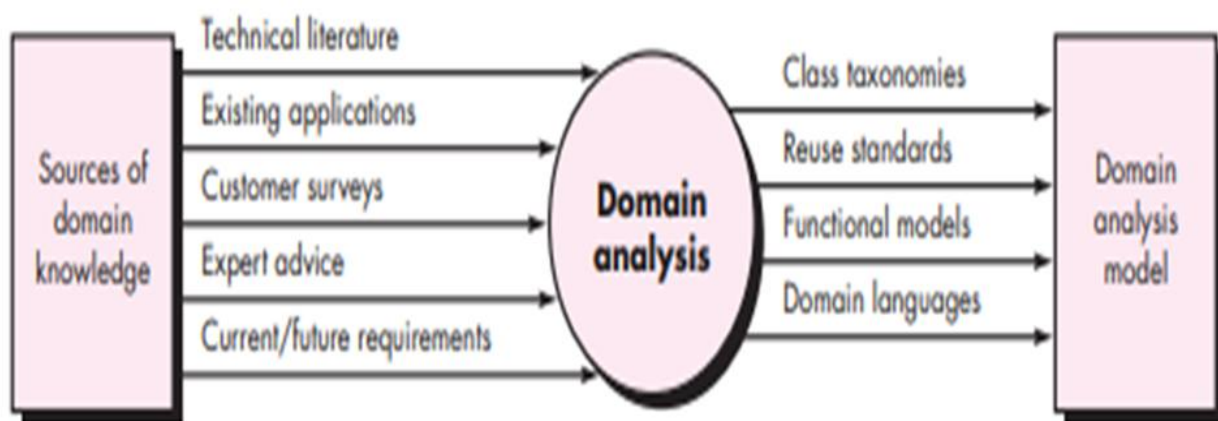 Sources of
domain
knowledge
Technical literature
Existing applications
Customer surveys
Expert advice
Current/future requirements
Domain
analysis
Class taxonomies
Reuse standards
Functional models
Domain languages
Domain
analysis
model